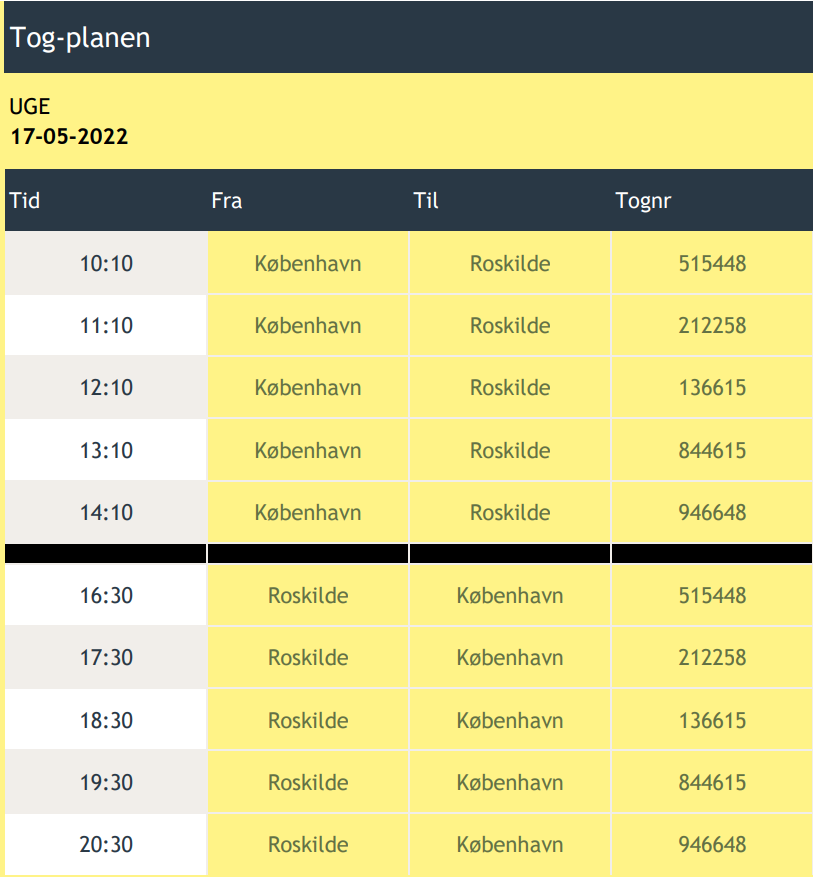 Tog-planen
UGE
17-05-2022
Tid Fra Til Tognr
10:10 København Roskilde 515448
11:10 København Roskilde 212258
12:10 København Roskilde 136615
13:10 København Roskilde 844615
14:10 København Roskilde 946648
16:30 Roskilde København 515448
17:30 Roskilde København 212258
18:30 Roskilde København 136615
19:30 Roskilde København 844615
20:30 Roskilde København 946648